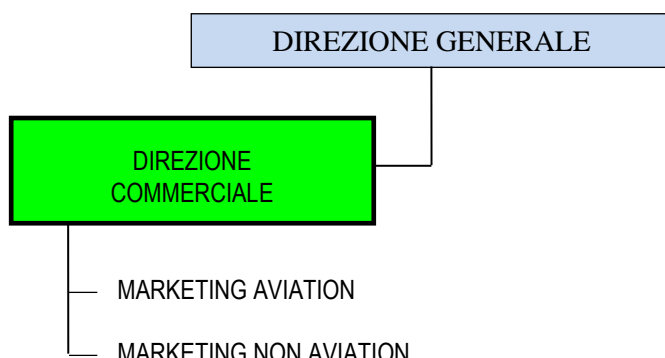 DIREZIONE GENERALE
DIREZIONE
COMMERCIALE
MARKETING AVIATION
MARKETING NON AVIATION